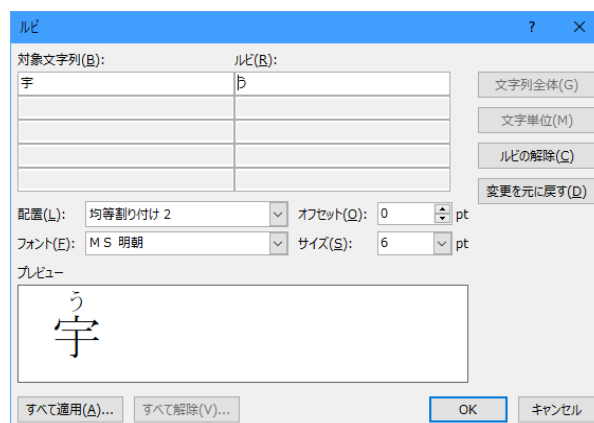 ルビ ? ×
対象文字列(B): ルビ(R):
宇 う
文字列全体(G)
文字単位(M)
ルビの解除(C)
変更を元に戻す(D)
配置(L): 均等割り付け 2 オフセット(O): 0 pt
フォント(F): ＭＳ 明朝 サイズ(S): 6 pt
プレビュー
う
宇
すべて適用(A)... すべて解除(V)... OK キャンセル